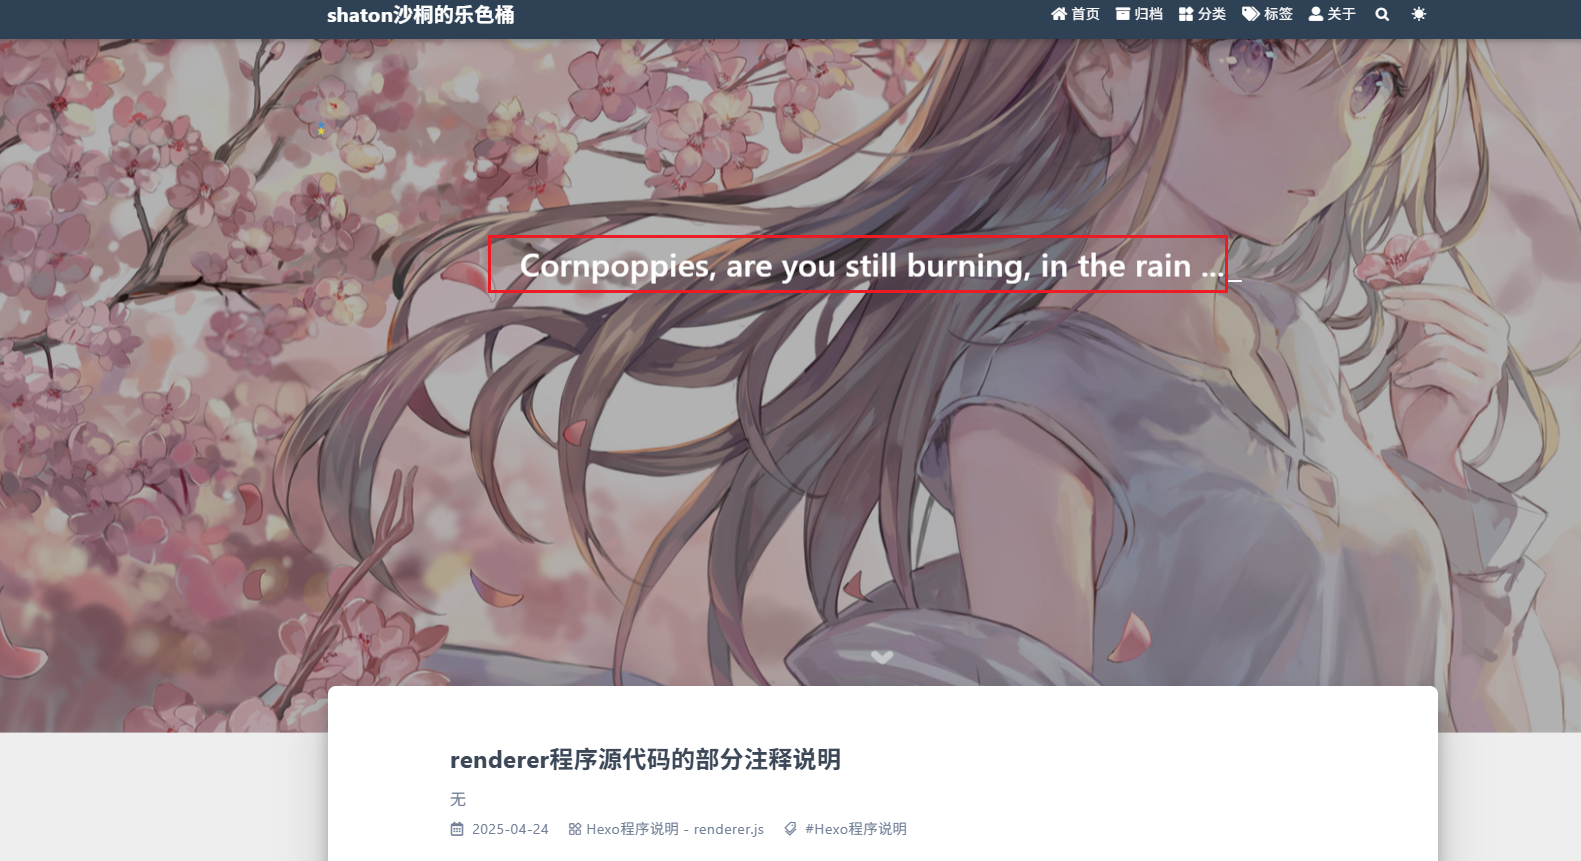 shaton沙桐的乐色桶
首页 归档 分类 标签 关于
Cornpoppies, are you still burning, in the rain ..._
renderer程序源代码的部分注释说明
无
2025-04-24 Hexo程序说明 - renderer.js #Hexo程序说明